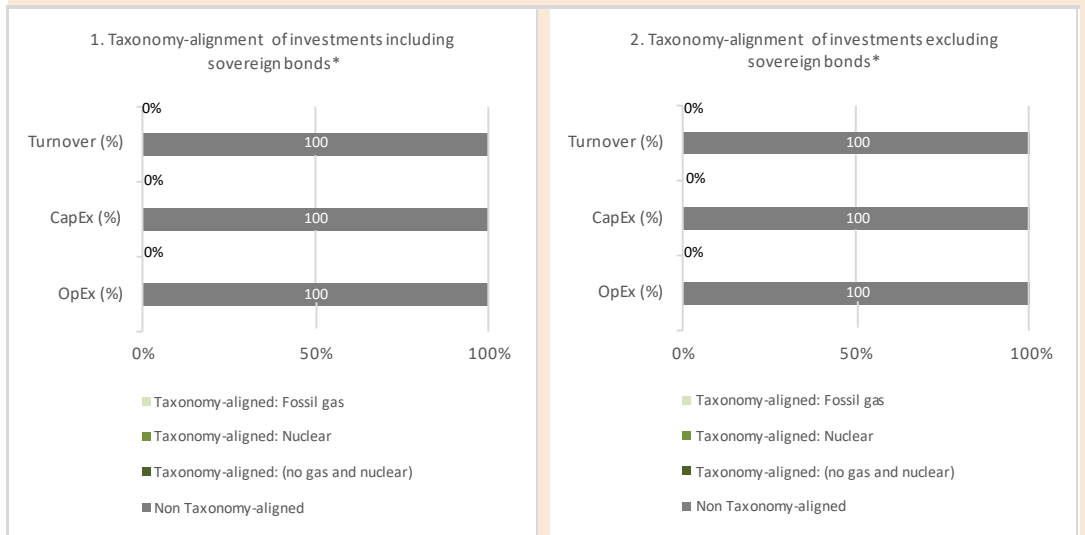 1. Taxonomy-alignment of investments including
sovereign bonds*
0%
Turnover (%)
100
0%
CapEx (%)
100
0%
OpEx (%)
100
0%
50%
100%
Taxonomy-aligned: Fossil gas
Taxonomy-aligned: Nuclear
Taxonomy-aligned: (no gas and nuclear)
Non Taxonomy-aligned
2. Taxonomy-alignment of investments excluding
sovereign bonds*
0%
Turnover (%)
100
0%
CapEx (%)
100
0%
OpEx (%)
100
0%
50%
100%
Taxonomy-aligned: Fossil gas
Taxonomy-aligned: Nuclear
Taxonomy-aligned: (no gas and nuclear)
Non Taxonomy-aligned